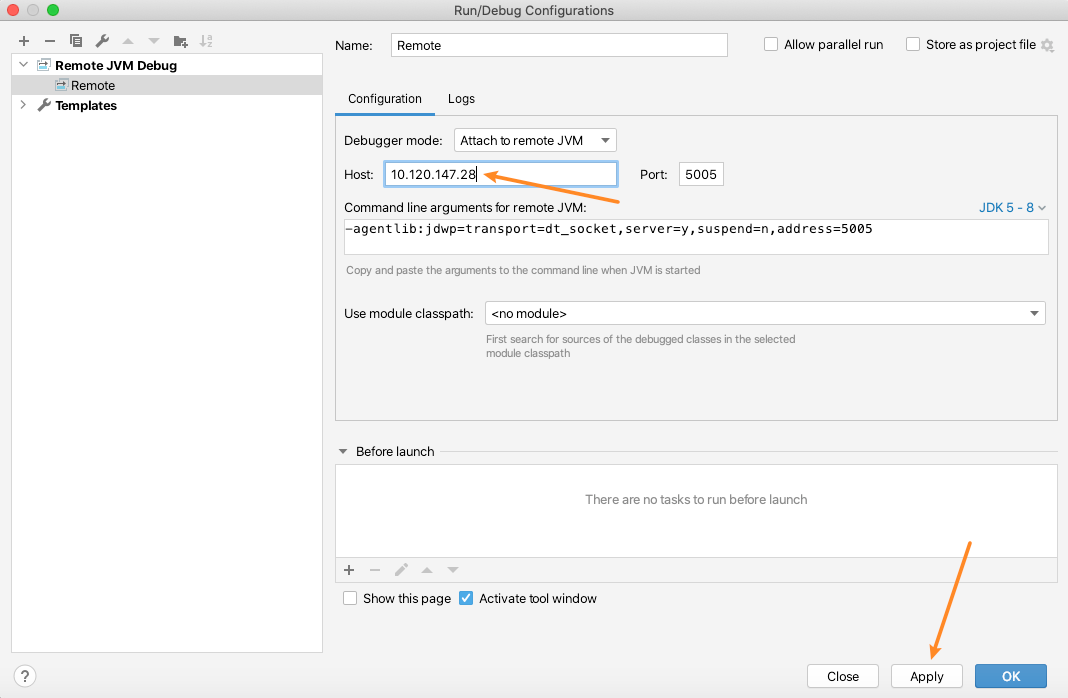 Run/Debug Configurations
Remote JVM Debug
Remote
Templates
Name: Remote
Allow parallel run
Store as project file
Configuration Logs
Debugger mode: Attach to remote JVM
Host: 10.120.147.28 Port: 5005
Command line arguments for remote JVM: JDK 5 - 8
-agentlib:jdwp=transport=dt_socket,server=y,suspend=n,address=5005
Copy and paste the arguments to the command line when JVM is started
Use module classpath: <no module>
First search for sources of the debugged classes in the selected
module classpath
Before launch
There are no tasks to run before launch
Show this page Activate tool window
? Close Apply OK